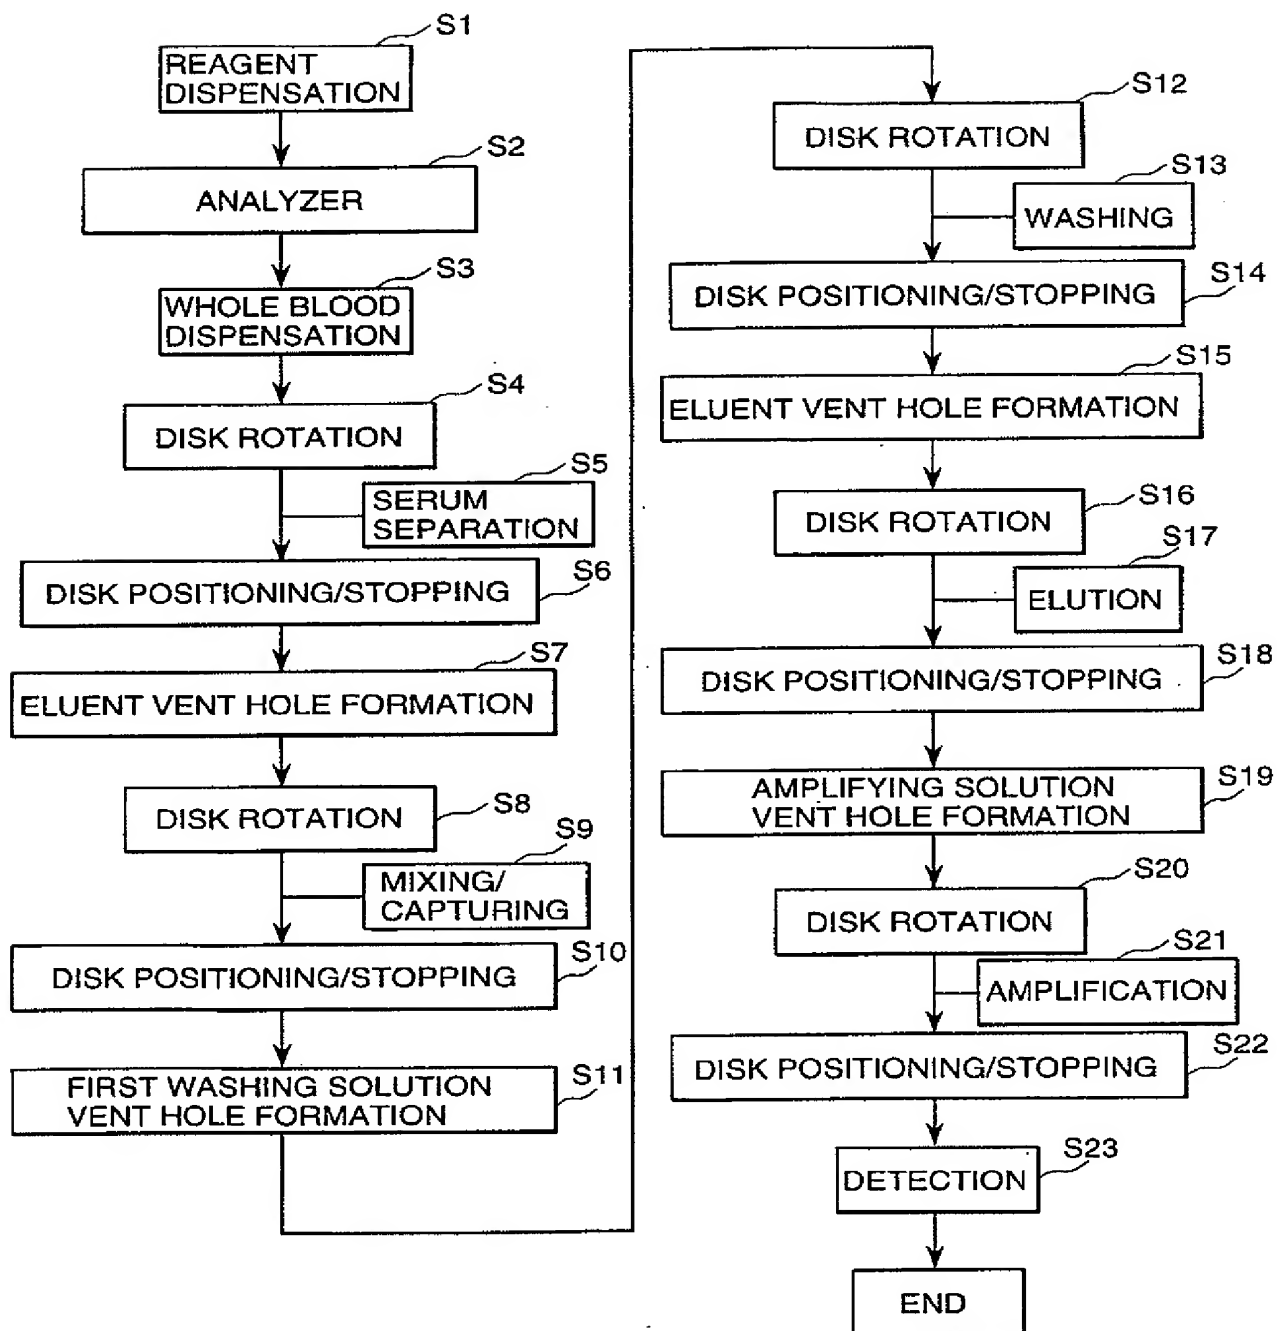 S1
REAGENT
DISPENSATION
S2
ANALYZER
S3
WHOLE BLOOD
DISPENSATION
S4
DISK ROTATION
S5
SERUM
SEPARATION
S6
DISK POSITIONING/STOPPING
S7
ELUENT VENT HOLE FORMATION
S8
DISK ROTATION
S9
MIXING/
CAPTURING
S10
DISK POSITIONING/STOPPING
S11
FIRST WASHING SOLUTION
VENT HOLE FORMATION
S12
DISK ROTATION
S13
WASHING
S14
DISK POSITIONING/STOPPING
S15
ELUENT VENT HOLE FORMATION
S16
DISK ROTATION
S17
ELUTION
S18
DISK POSITIONING/STOPPING
S19
AMPLIFYING SOLUTION
VENT HOLE FORMATION
S20
DISK ROTATION
S21
AMPLIFICATION
S22
DISK POSITIONING/STOPPING
S23
DETECTION
END